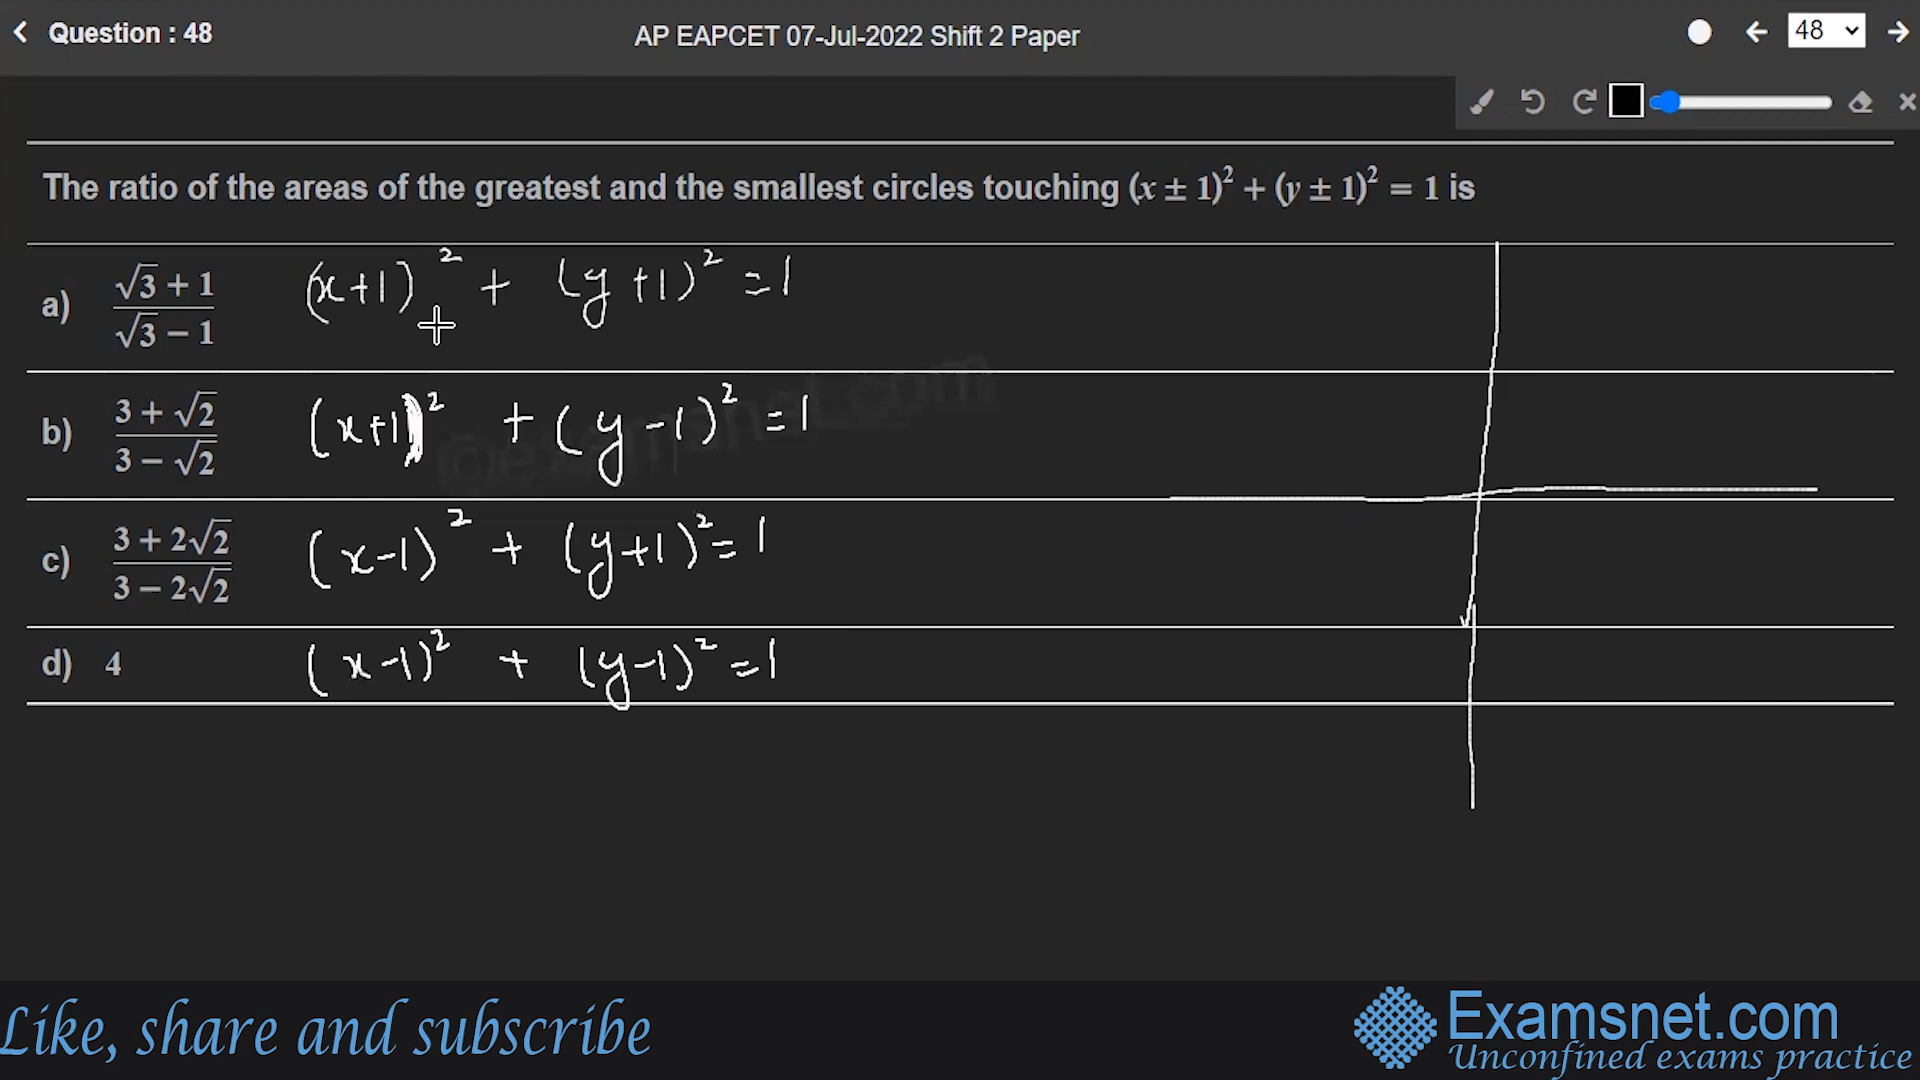 Question : 48
AP EAPCET 07-Jul-2022 Shift 2 Paper
48
The ratio of the areas of the greatest and the smallest circles touching (x ± 1)² + (y ± 1)² = 1 is
a) (√3 + 1)/(√3 − 1) (x+1)² + (y+1)² = 1
©examsnet.com
b) (3 + √2)/(3 − √2) (x+1)² + (y−1)² = 1
c) (3 + 2√2)/(3 − 2√2) (x−1)² + (y+1)² = 1
d) 4 (x−1)² + (y−1)² = 1
Like, share and subscribe
Examsnet.com
Unconfined exams practice